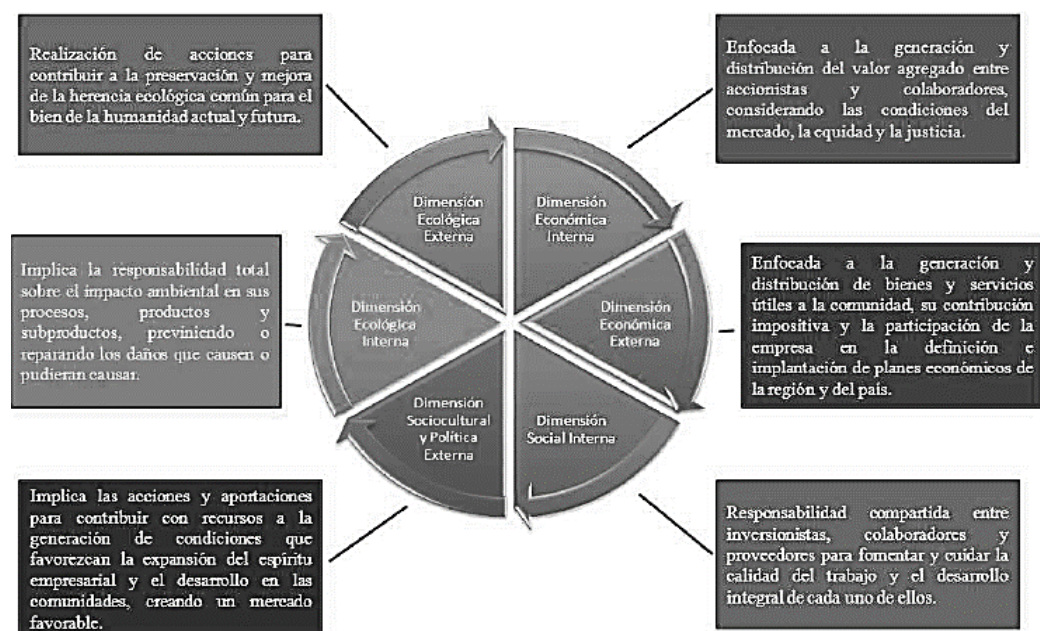 Realización de acciones para
contribuir a la preservación y mejora
de la herencia ecológica común para el
bien de la humanidad actual y futura.
Enfocada a la generación y
distribución del valor agregado entre
accionistas y colaboradores,
considerando las condiciones del
mercado, la equidad y la justicia.
Dimensión
Ecológica
Externa
Dimensión
Económica
Interna
Implica la responsabilidad total
sobre el impacto ambiental en sus
procesos, productos y
subproductos, previniendo o
reparando los daños que causen o
pudieran causar.
Dimensión
Ecológica
Interna
Dimensión
Económica
Externa
Enfocada a la generación y
distribución de bienes y servicios
útiles a la comunidad, su contribución
impositiva y la participación de la
empresa en la definición e
implantación de planes económicos de
la región y del país.
Dimensión
Sociocultural
y Política
Externa
Dimensión
Social Interna
Implica las acciones y aportaciones
para contribuir con recursos a la
generación de condiciones que
favorezcan la expansión del espíritu
empresarial y el desarrollo en las
comunidades, creando un mercado
favorable.
Responsabilidad compartida entre
inversionistas, colaboradores y
proveedores para fomentar y cuidar la
calidad del trabajo y el desarrollo
integral de cada uno de ellos.